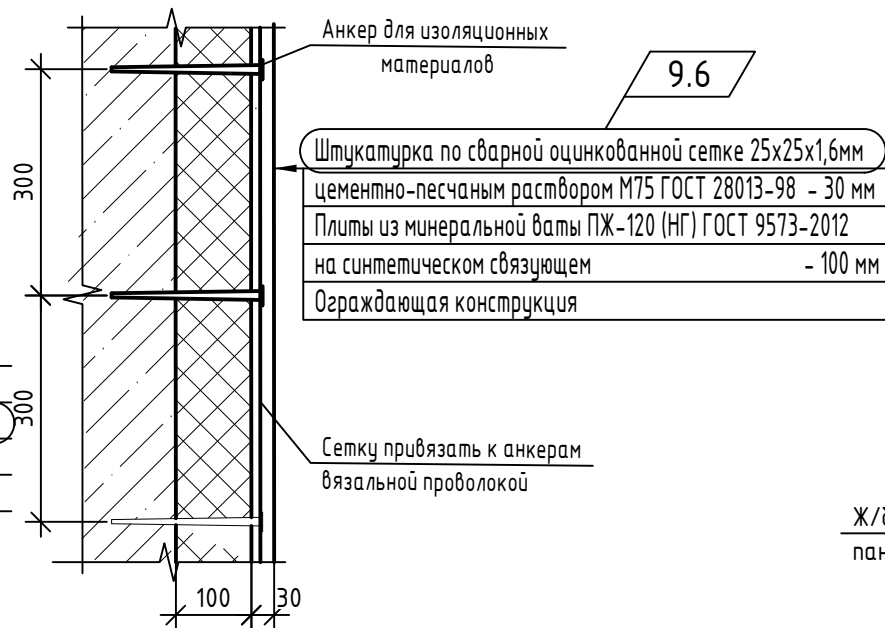 Анкер для изоляционных
материалов
9.6
Штукатурка по сварной оцинкованной сетке 25х25х1,6мм
цементно-песчаным раствором М75 ГОСТ 28013-98 - 30 мм
Плиты из минеральной ваты ПЖ-120 (НГ) ГОСТ 9573-2012
на синтетическом связующем - 100 мм
Ограждающая конструкция
300
300
Сетку привязать к анкерам
вязальной проволокой
100 30